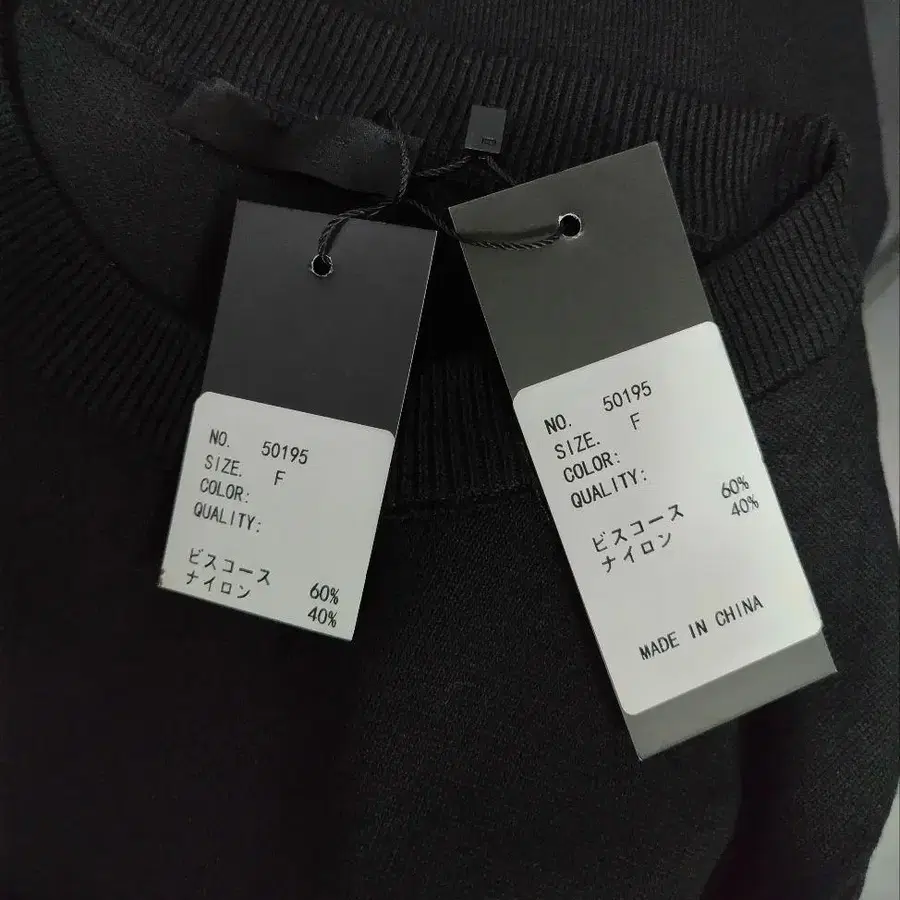 NO. 50195
SIZE. F
COLOR:
QUALITY:
ビスコース 60%
ナイロン 40%
NO. 50195
SIZE. F
COLOR:
QUALITY:
ビスコース 60%
ナイロン 40%
MADE IN CHINA